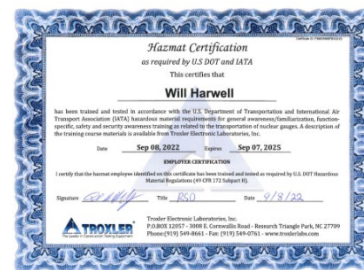 Hazmat Certification
as required by U.S DOT and IATA
This certifies that
Will Harwell
has been trained and tested in accordance with the U.S. Department of Transportation and International Air
Transport Association (IATA) hazardous material requirements for general awareness/familiarization, function-
specific, safety and security awareness training as related to the transportation of nuclear gauges. A description of
the training course materials is available from Troxler Electronic Laboratories, Inc.
Date Sep 08, 2022 Expires Sep 07, 2025
EMPLOYER CERTIFICATION
I certify that the hazmat employee identified on this certificate has been trained and tested as required by U.S. DOT Hazardous
Material Regulations (49 CFR 172 Subpart H).
Signature Title RSO Date 9/8/22
TROXLER
Troxler Electronic Laboratories, Inc.
P.O.BOX 12057 - 3008 E. Cornwallis Road - Research Triangle Park, NC 27709
Phone:(919) 549-8661 - Fax: (919) 549-0761 - www.troxlerlabs.com